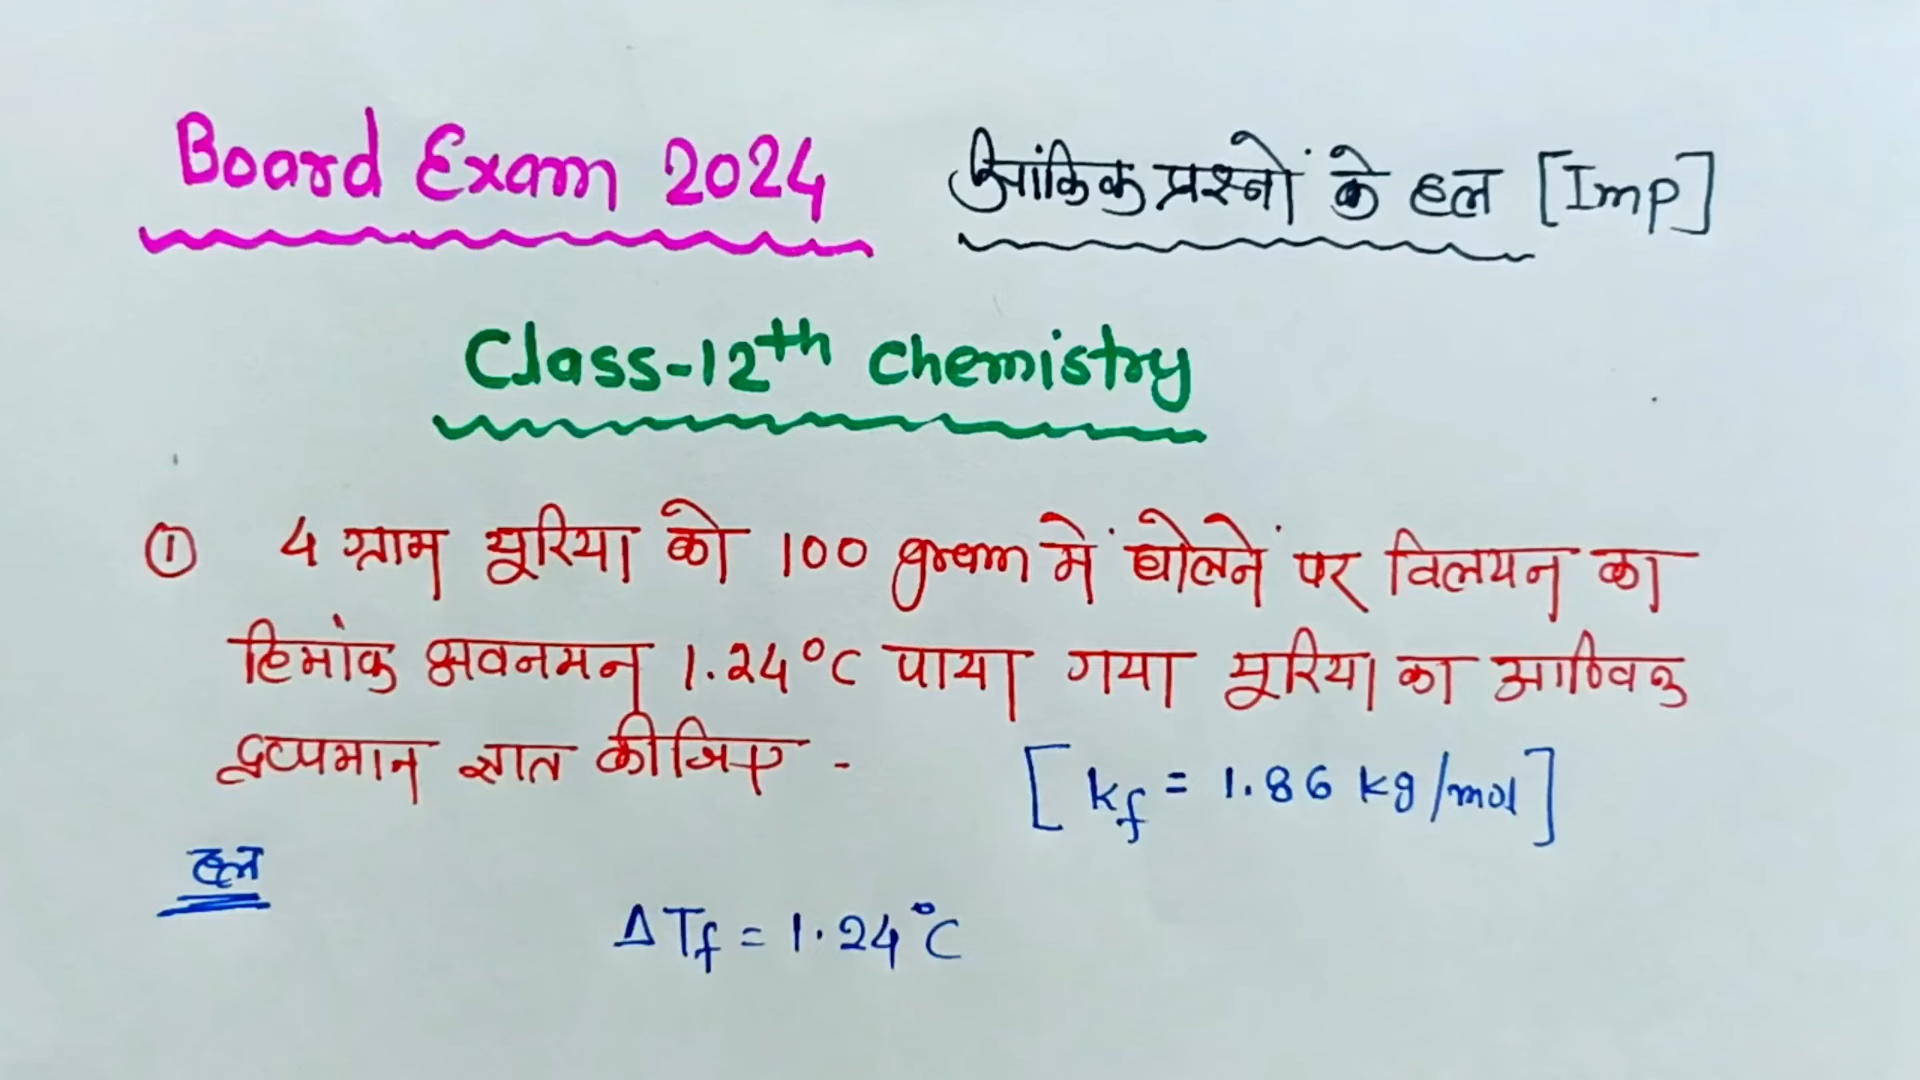 Board Exam 2024 आंकिक प्रश्नों के हल [Imp]
Class-12th Chemistry
① 4 ग्राम यूरिया को 100 gram में घोलने पर विलयन का
हिमांक अवनमन 1.24°C पाया गया यूरिया का आण्विक
द्रव्यमान ज्ञात कीजिए - [kf = 1.86 kg/mol]
हल
ΔTf = 1.24°C